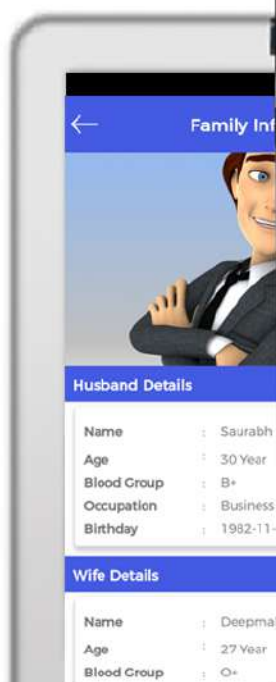 Family Inf
Husband Details
Name : Saurabh
Age : 30 Year
Blood Group : B+
Occupation : Business
Birthday : 1982-11-
Wife Details
Name : Deepmal
Age : 27 Year
Blood Group : O+